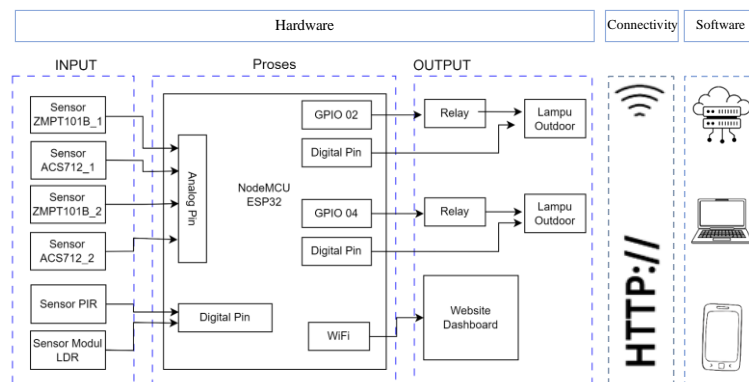 Hardware
Connectivity
Software
INPUT
Proses
OUTPUT
Sensor
ZMPT101B_1
Sensor
ACS712_1
Sensor
ZMPT101B_2
Sensor
ACS712_2
Sensor PIR
Sensor Modul
LDR
Analog Pin
Digital Pin
NodeMCU
ESP32
GPIO 02
Digital Pin
GPIO 04
Digital Pin
WiFi
Relay
Lampu
Outdoor
Relay
Lampu
Outdoor
Website
Dashboard
HTTP://